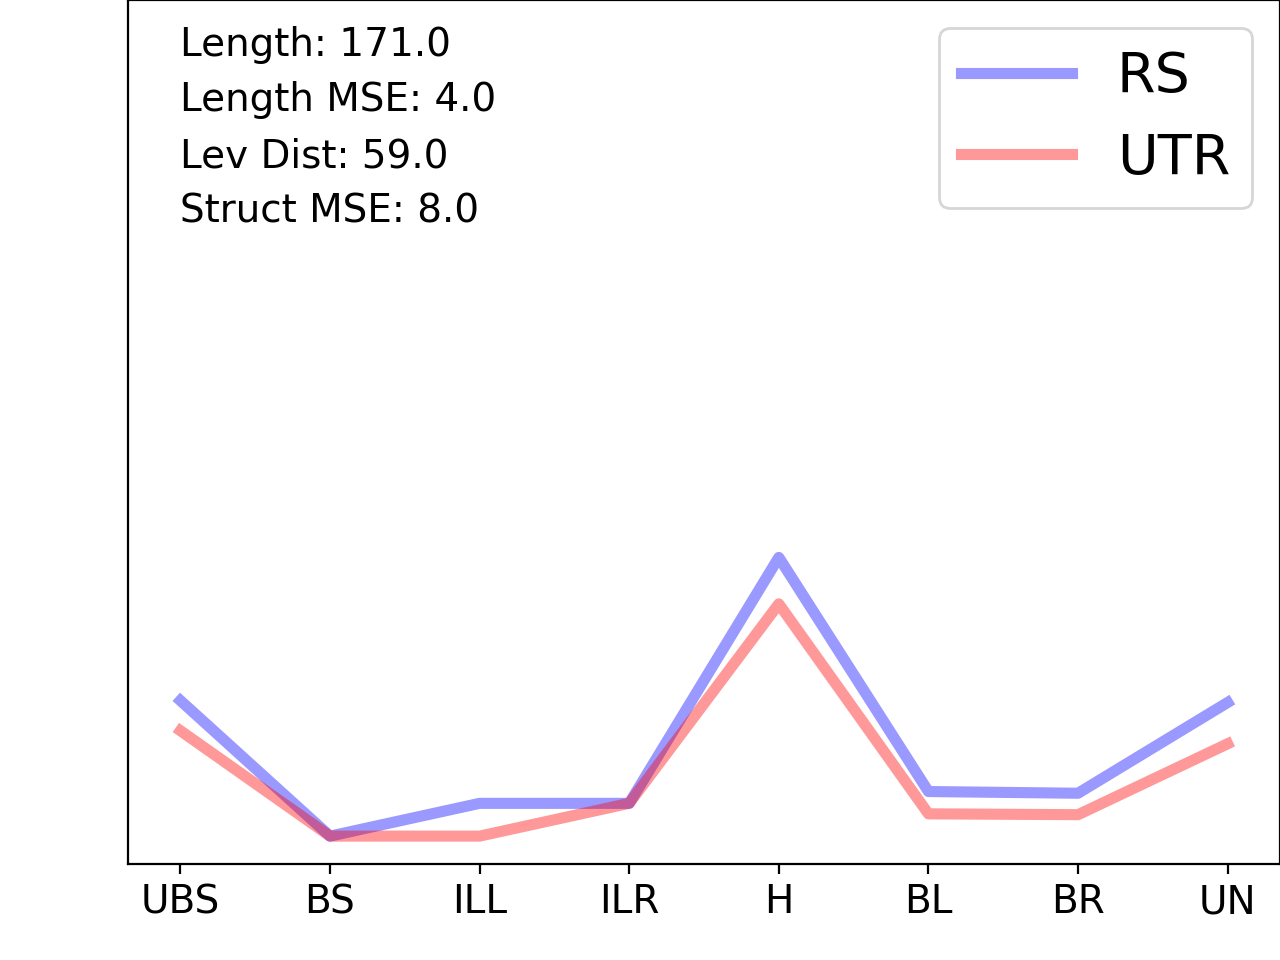 Length: 171.0
Length MSE: 4.0
Lev Dist: 59.0
Struct MSE: 8.0
RS
UTR
UBS BS ILL ILR H BL BR UN